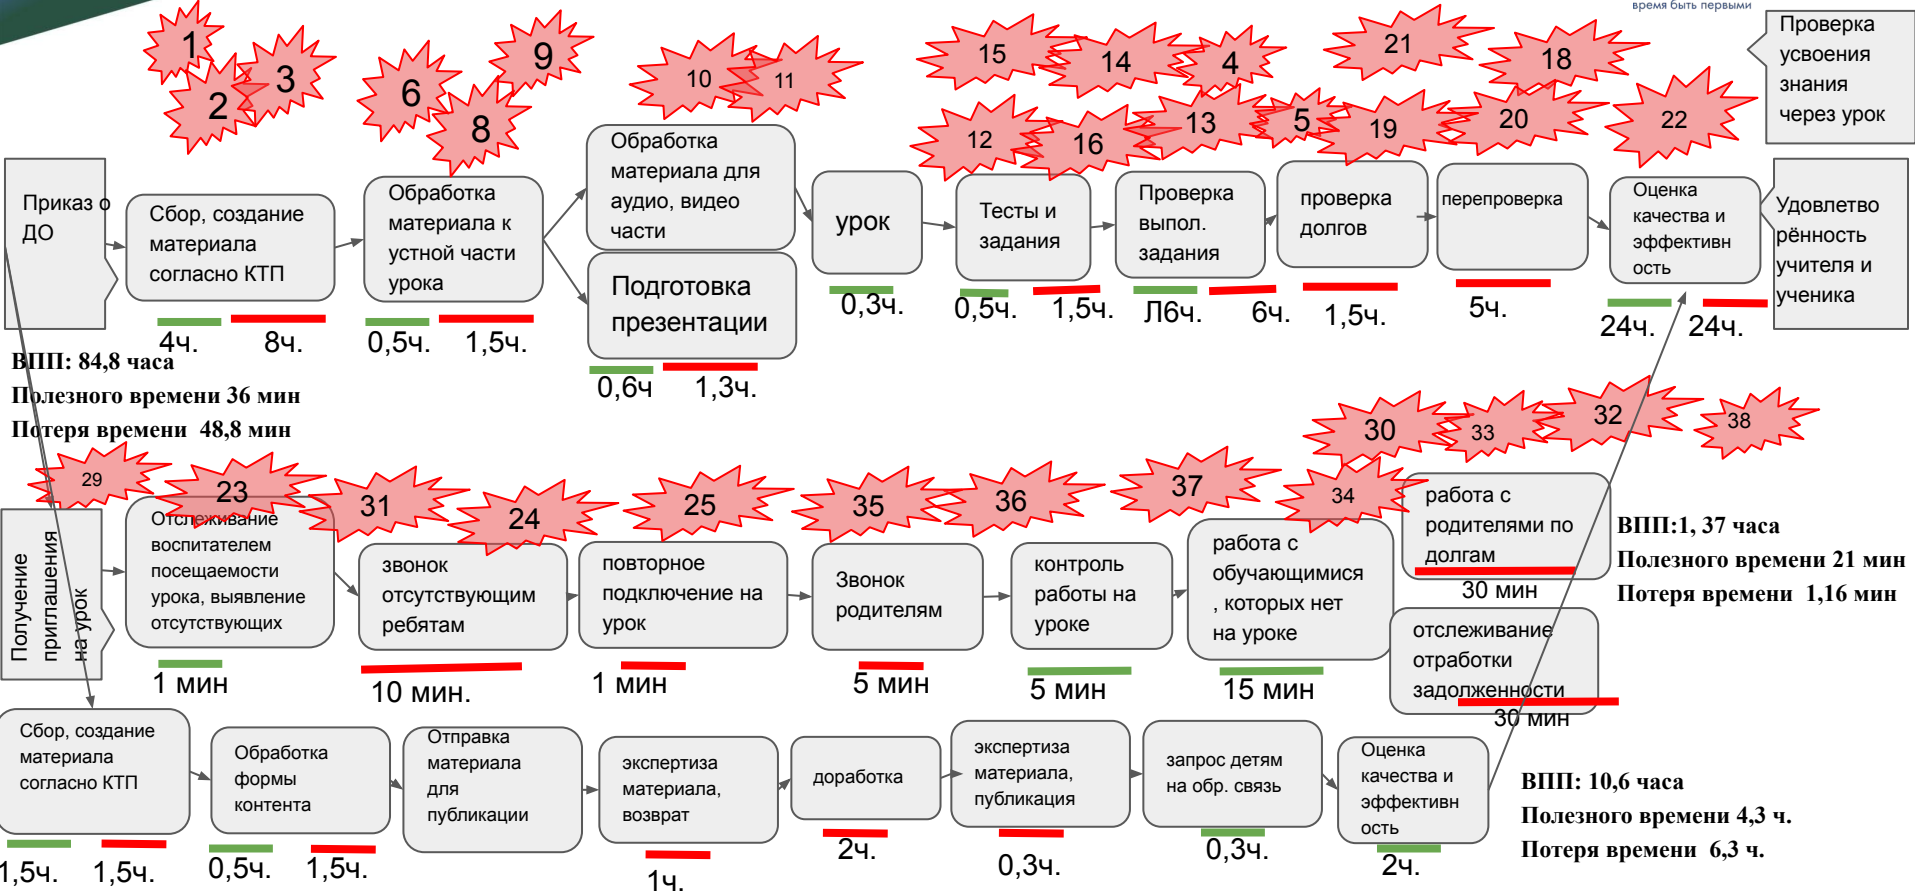 время быть первыми
1
2
3
6
8
9
10
11
15
14
4
21
18
12
16
13
5
19
20
22
Проверка
усвоения
знания
через урок
Приказ о
ДО
Сбор, создание
материала
согласно КТП
Обработка
материала к
устной части
урока
Обработка
материала для
аудио, видео
части
Подготовка
презентации
урок
Тесты и
задания
Проверка
выпол.
задания
проверка
долгов
перепроверка
Оценка
качества и
эффективн
ость
Удовлетво
рённость
учителя и
ученика
4ч.
8ч.
0,5ч.
1,5ч.
0,6ч
1,3ч.
0,3ч.
0,5ч.
1,5ч.
Л6ч.
6ч.
1,5ч.
5ч.
24ч.
24ч.
ВПП: 84,8 часа
Полезного времени 36 мин
Потеря времени 48,8 мин
29
23
31
24
25
35
36
37
34
30
33
32
38
Получение
приглашения
на урок
Отслеживание
воспитателем
посещаемости
урока, выявление
отсутствующих
звонок
отсутствующим
ребятам
повторное
подключение на
урок
Звонок
родителям
контроль
работы на
уроке
работа с
обучающимися
, которых нет
на уроке
работа с
родителями по
долгам
30 мин
отслеживание
отработки
задолженности
30 мин
1 мин
10 мин.
1 мин
5 мин
5 мин
15 мин
ВПП:1, 37 часа
Полезного времени 21 мин
Потеря времени 1,16 мин
Сбор, создание
материала
согласно КТП
Обработка
формы
контента
Отправка
материала
для
публикации
экспертиза
материала,
возврат
доработка
экспертиза
материала,
публикация
запрос детям
на обр. связь
Оценка
качества и
эффективн
ость
1,5ч.
1,5ч.
0,5ч.
1,5ч.
1ч.
2ч.
0,3ч.
0,3ч.
2ч.
ВПП: 10,6 часа
Полезного времени 4,3 ч.
Потеря времени 6,3 ч.